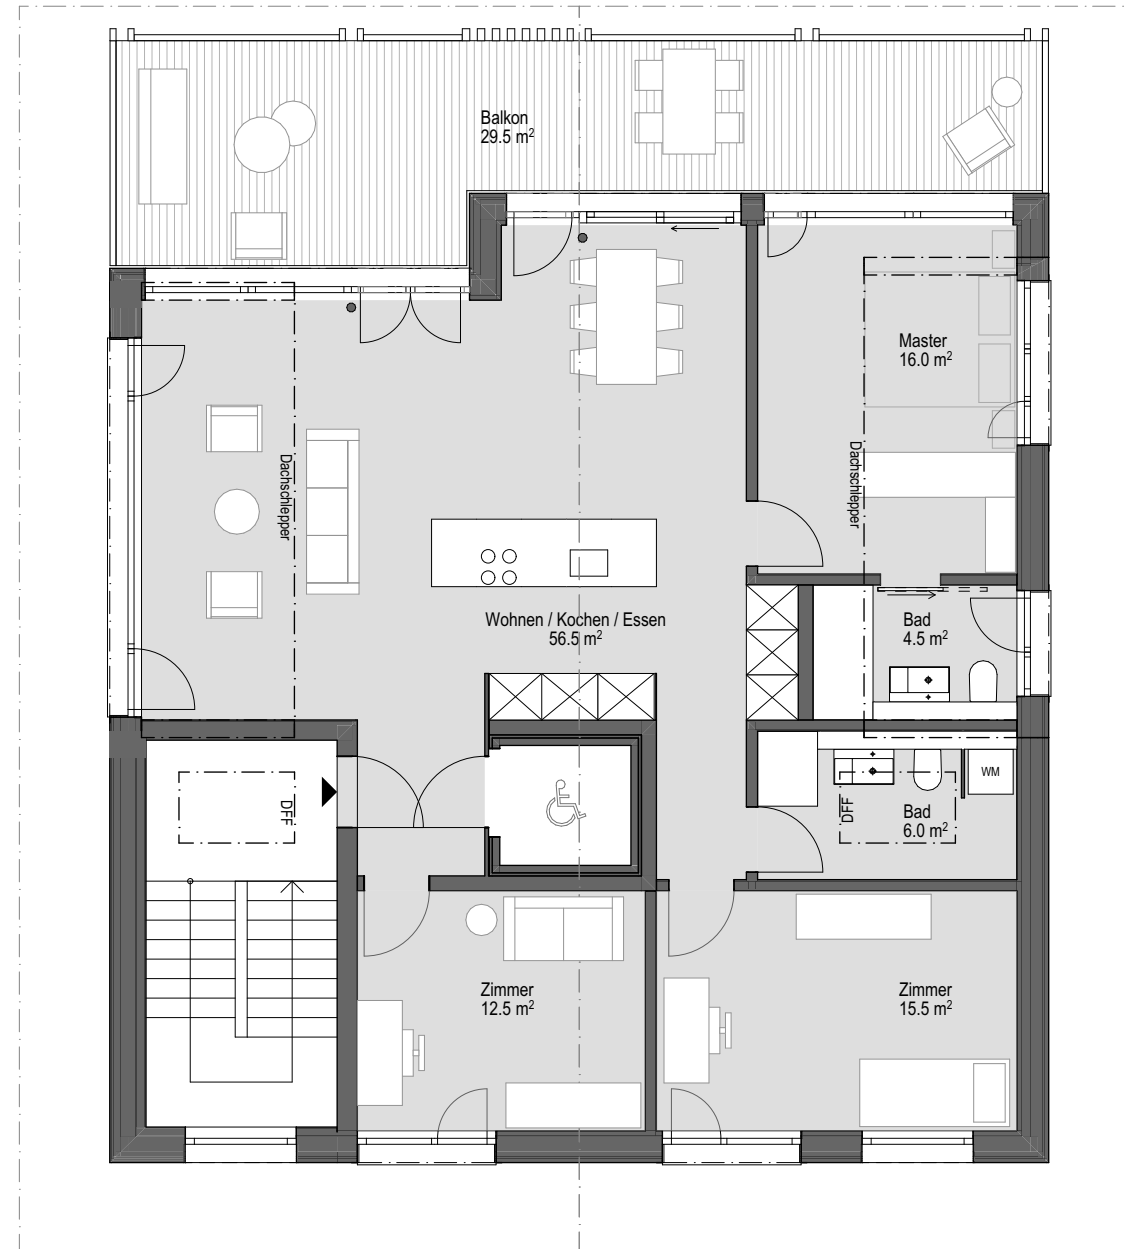 Balkon
29.5 m²
Master
16.0 m²
Dachschlepper
Dachschlepper
Wohnen / Kochen / Essen
56.5 m²
Bad
4.5 m²
WM
DFF
DFF
Bad
6.0 m²
Zimmer
12.5 m²
Zimmer
15.5 m²